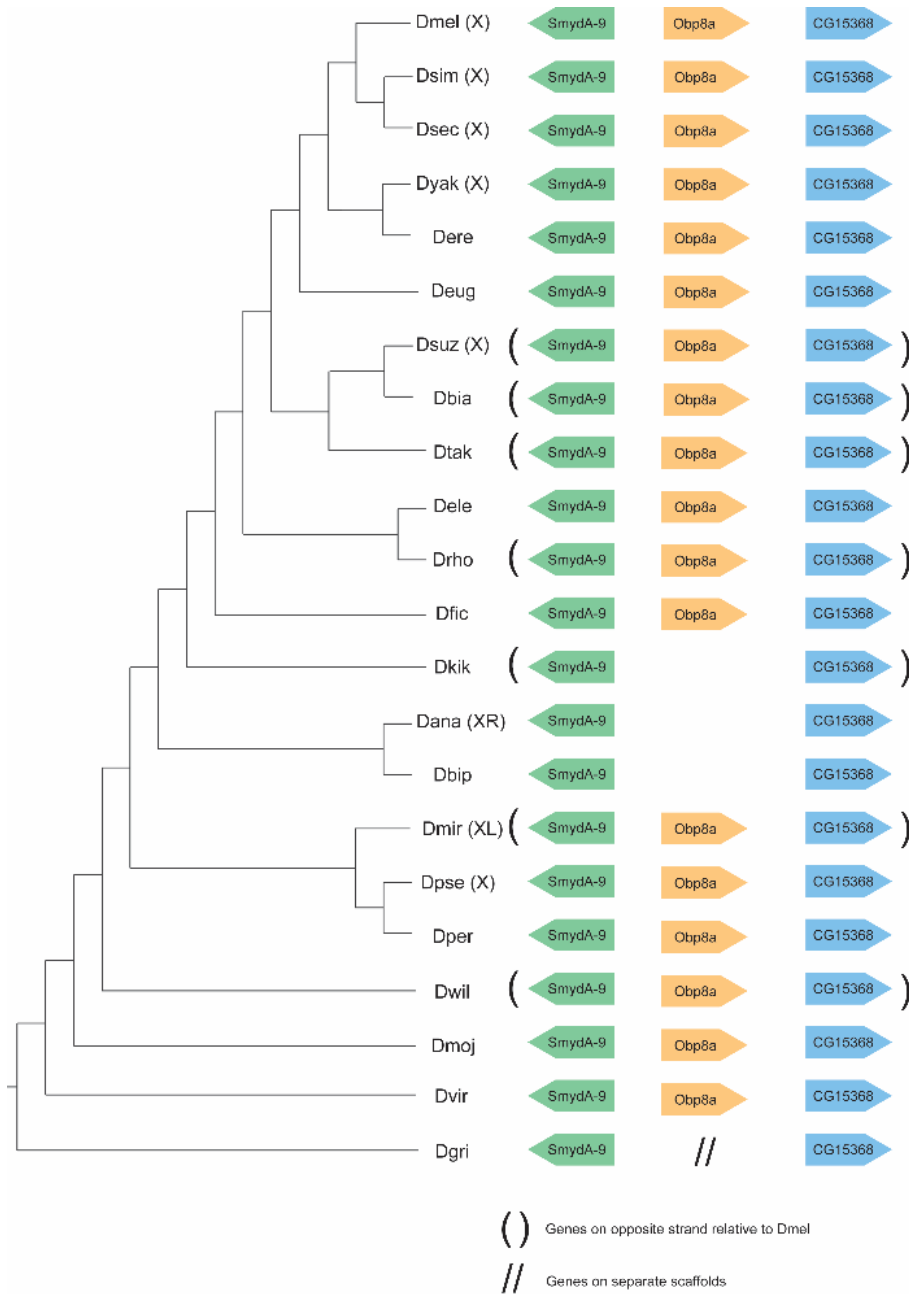 Dmel (X) SmydA-9 Obp8a CG15368
Dsim (X) SmydA-9 Obp8a CG15368
Dsec (X) SmydA-9 Obp8a CG15368
Dyak (X) SmydA-9 Obp8a CG15368
Dere SmydA-9 Obp8a CG15368
Deug SmydA-9 Obp8a CG15368
Dsuz (X) ( SmydA-9 Obp8a CG15368 )
Dbia ( SmydA-9 Obp8a CG15368 )
Dtak ( SmydA-9 Obp8a CG15368 )
Dele SmydA-9 Obp8a CG15368
Drho ( SmydA-9 Obp8a CG15368 )
Dfic SmydA-9 Obp8a CG15368
Dkik ( SmydA-9 CG15368 )
Dana (XR) SmydA-9 CG15368
Dbip SmydA-9 CG15368
Dmir (XL) ( SmydA-9 Obp8a CG15368 )
Dpse (X) SmydA-9 Obp8a CG15368
Dper SmydA-9 Obp8a CG15368
Dwil ( SmydA-9 Obp8a CG15368 )
Dmoj SmydA-9 Obp8a CG15368
Dvir SmydA-9 Obp8a CG15368
Dgri SmydA-9 // CG15368
( ) Genes on opposite strand relative to Dmel
// Genes on separate scaffolds